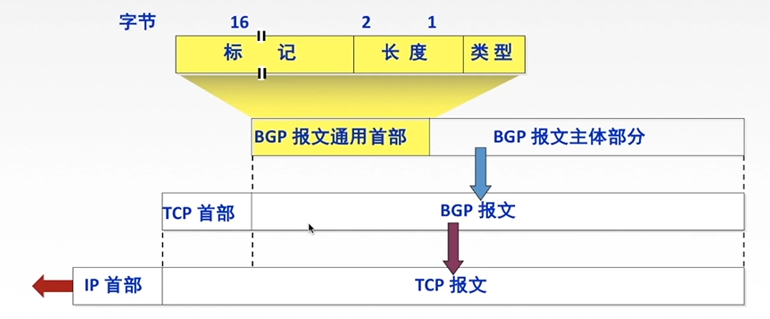 字节 16 2 1
标 记 长 度 类 型
BGP 报文通用首部 BGP 报文主体部分
TCP 首部 BGP 报文
IP 首部 TCP 报文